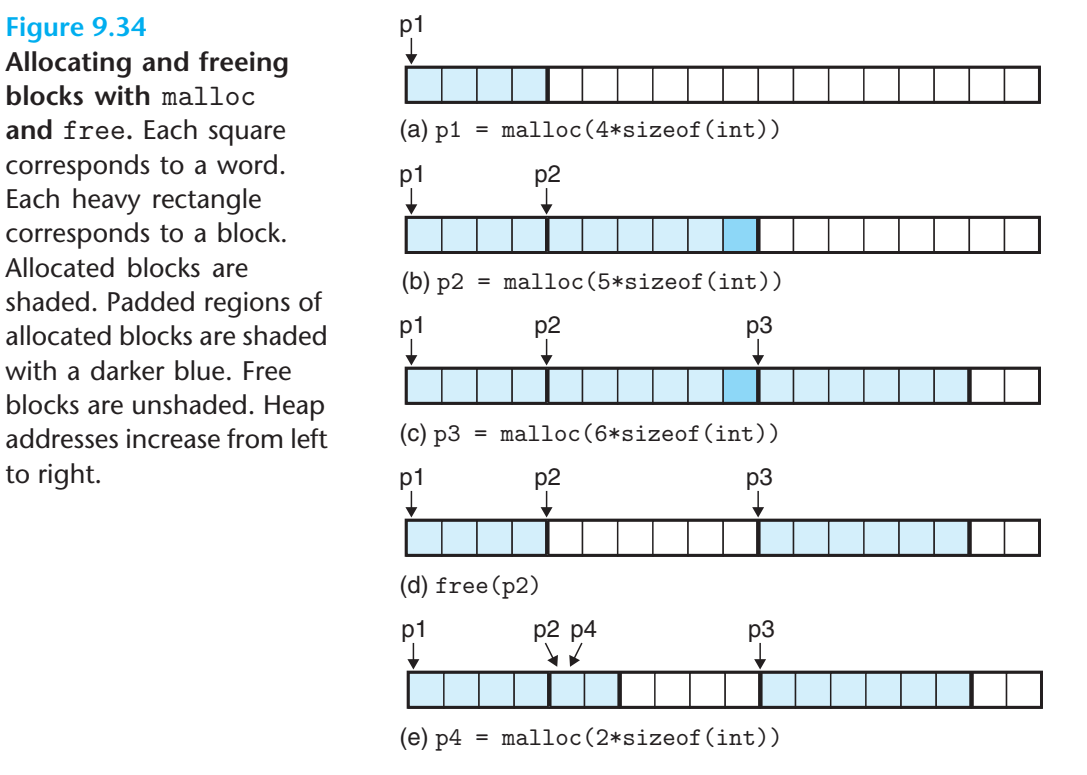 Figure 9.34
Allocating and freeing
blocks with malloc
and free. Each square
corresponds to a word.
Each heavy rectangle
corresponds to a block.
Allocated blocks are
shaded. Padded regions of
allocated blocks are shaded
with a darker blue. Free
blocks are unshaded. Heap
addresses increase from left
to right.
p1
(a) p1 = malloc(4*sizeof(int))
p1 p2
(b) p2 = malloc(5*sizeof(int))
p1 p2 p3
(c) p3 = malloc(6*sizeof(int))
p1 p2 p3
(d) free(p2)
p1 p2 p4 p3
(e) p4 = malloc(2*sizeof(int))